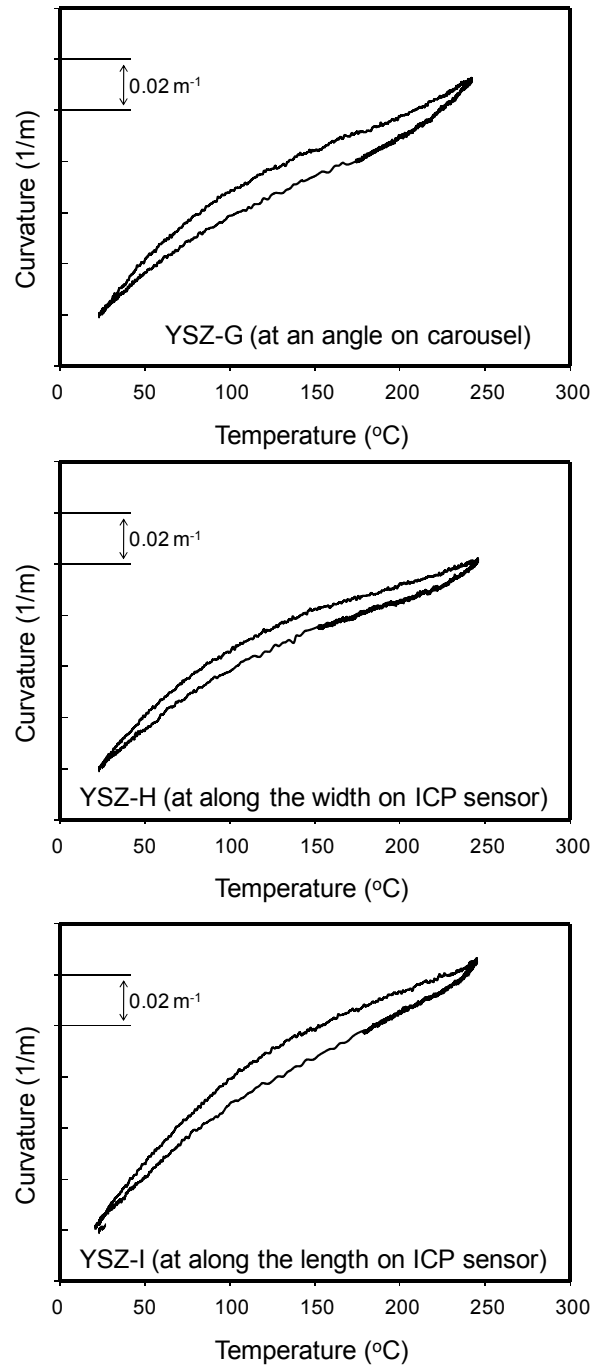 0.02 m⁻¹
Curvature (1/m)
YSZ-G (at an angle on carousel)
0 50 100 150 200 250 300
Temperature (ºC)
0.02 m⁻¹
Curvature (1/m)
YSZ-H (at along the width on ICP sensor)
0 50 100 150 200 250 300
Temperature (ºC)
0.02 m⁻¹
Curvature (1/m)
YSZ-I (at along the length on ICP sensor)
0 50 100 150 200 250 300
Temperature (ºC)